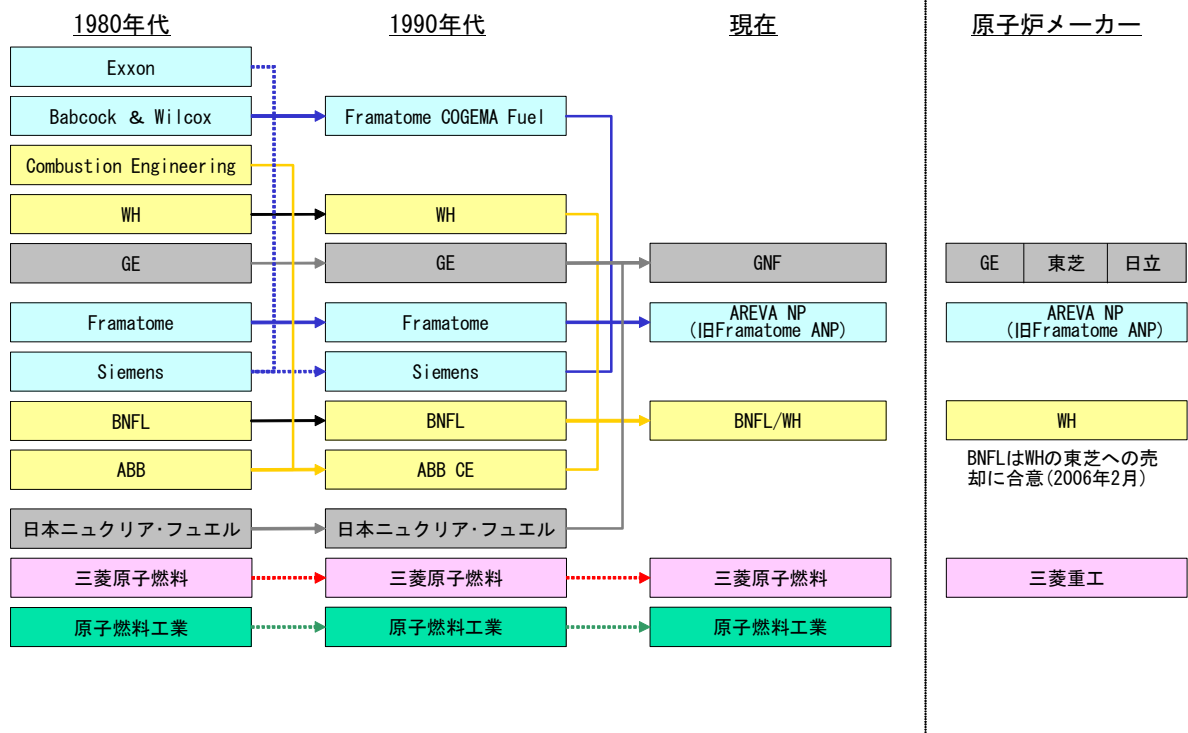 1980年代
1990年代
現在
原子炉メーカー
Exxon
Babcock & Wilcox
Framatome COGEMA Fuel
Combustion Engineering
WH
WH
GE
GE
GNF
GE
東芝
日立
Framatome
Framatome
AREVA NP
(旧Framatome ANP)
AREVA NP
(旧Framatome ANP)
Siemens
Siemens
BNFL
BNFL
BNFL/WH
WH
ABB
ABB CE
BNFLはWHの東芝への売
却に合意(2006年2月)
日本ニュクリア・フュエル
日本ニュクリア・フュエル
三菱原子燃料
三菱原子燃料
三菱原子燃料
三菱重工
原子燃料工業
原子燃料工業
原子燃料工業